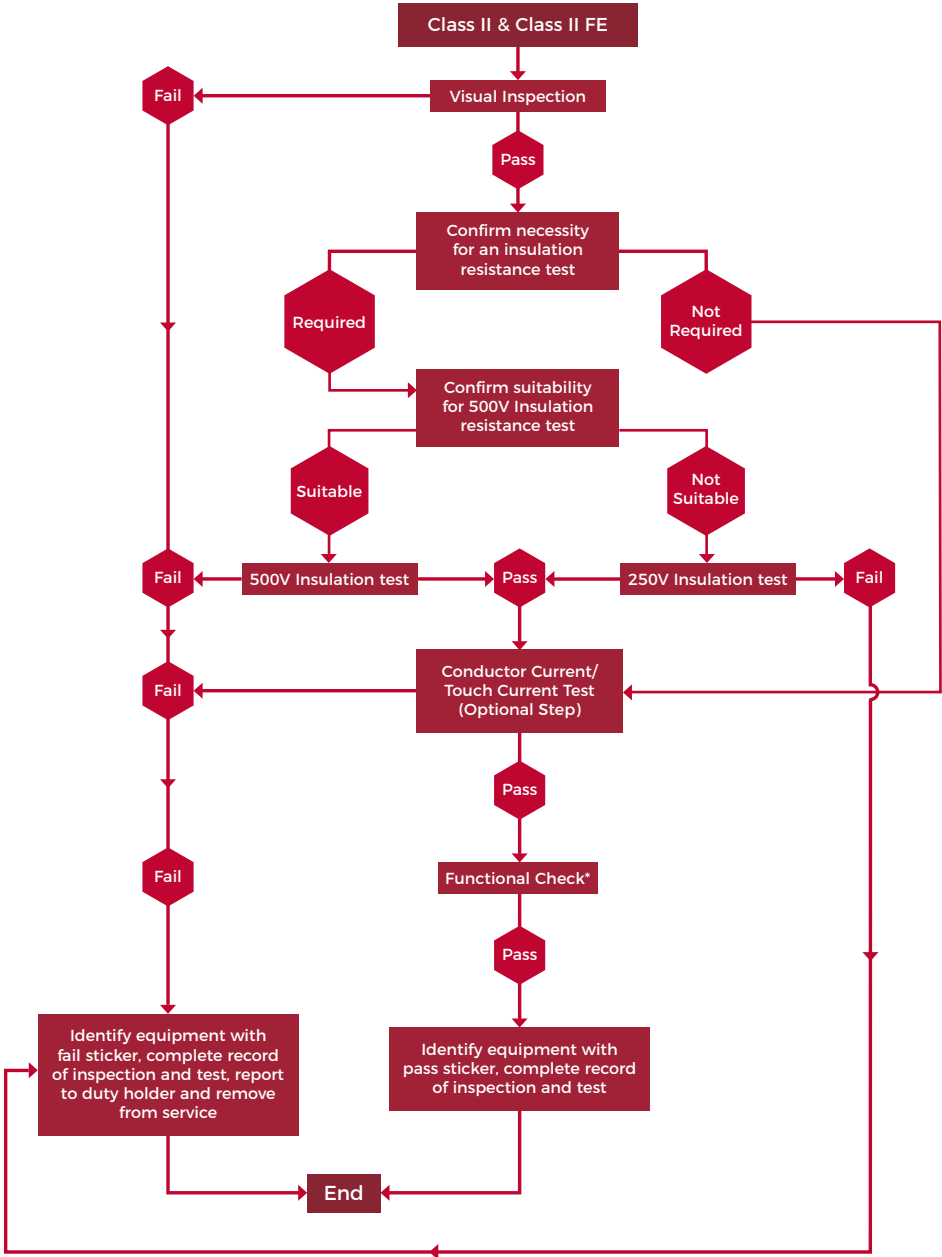 Class II & Class II FE
Fail
Visual Inspection
Pass
Confirm necessity
for an insulation
resistance test
Required
Not
Required
Confirm suitability
for 500V Insulation
resistance test
Suitable
Not
Suitable
Fail
500V Insulation test
Pass
250V Insulation test
Fail
Fail
Conductor Current/
Touch Current Test
(Optional Step)
Pass
Fail
Functional Check*
Pass
Identify equipment with
fail sticker, complete record
of inspection and test, report
to duty holder and remove
from service
Identify equipment with
pass sticker, complete record
of inspection and test
End